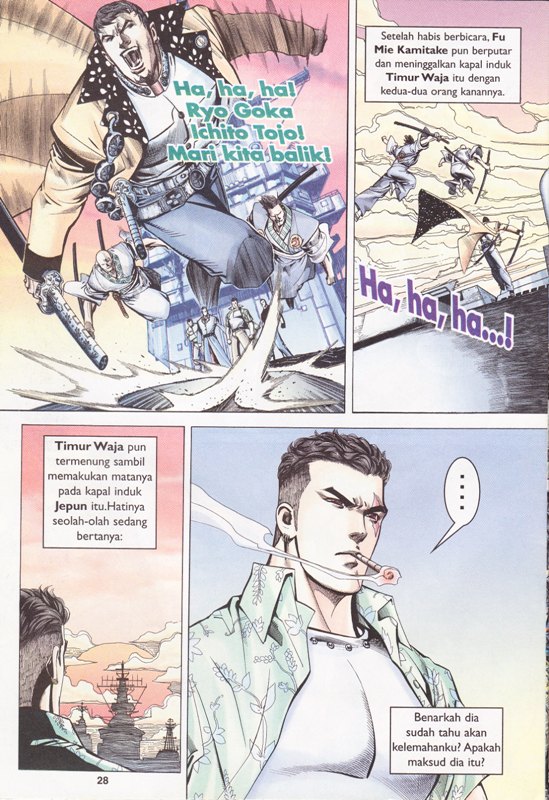 Ha, ha, ha!
Ryo Goka
Ichito Tojo!
Mari kita balik!
Setelah habis berbicara, Fu
Mie Kamitake pun berputar
dan meninggalkan kapal induk
Timur Waja itu dengan
kedua-dua orang kanannya.
Ha, ha, ha...!
Timur Waja pun
termenung sambil
memakukan matanya
pada kapal induk
Jepun itu.Hatinya
seolah-olah sedang
bertanya:
....
Benarkah dia
sudah tahu akan
kelemahanku? Apakah
maksud dia itu?
28